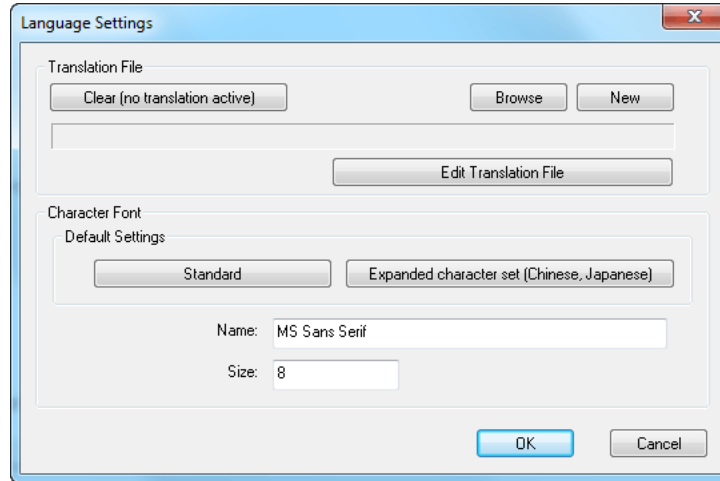 Language Settings
Translation File
Clear (no translation active) Browse New
Edit Translation File
Character Font
Default Settings
Standard Expanded character set (Chinese, Japanese)
Name: MS Sans Serif
Size: 8
OK Cancel